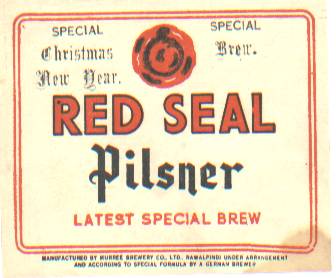 SPECIAL
Christmas
New Year.
SPECIAL
Brew.
RED SEAL
Pilsner
LATEST SPECIAL BREW
MANUFACTURED BY MURREE BREWERY CO., LTD., RAWALPINDI UNDER ARRANGEMENT
AND ACCORDING TO SPECIAL FORMULA BY A GERMAN BREWER